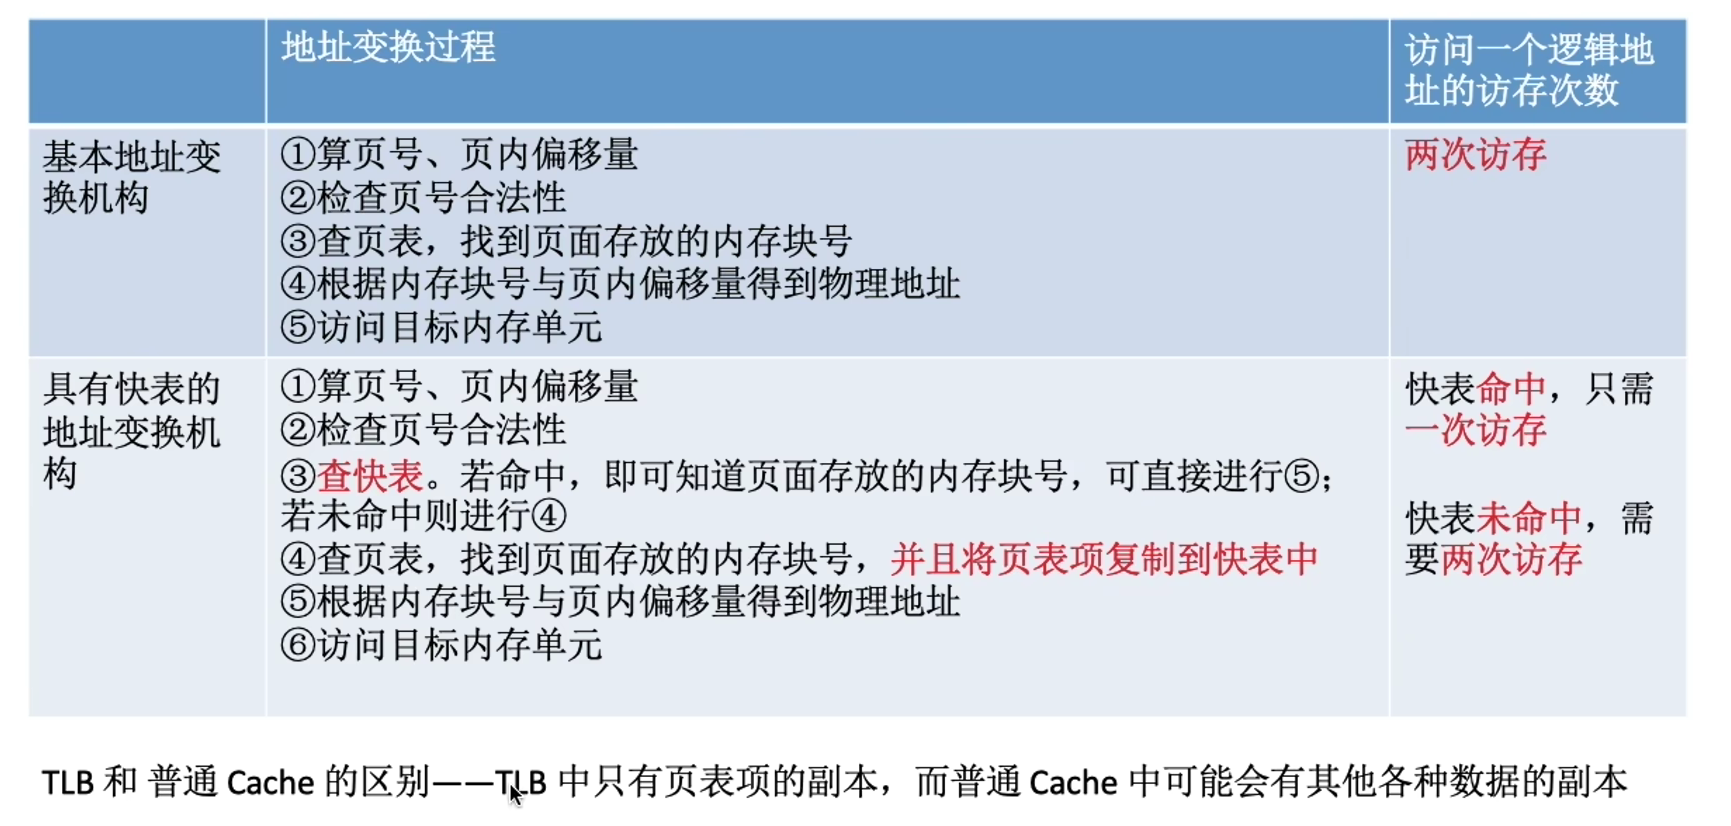 地址变换过程
访问一个逻辑地
址的访存次数
基本地址变
换机构
①算页号、页内偏移量
②检查页号合法性
③查页表，找到页面存放的内存块号
④根据内存块号与页内偏移量得到物理地址
⑤访问目标内存单元
两次访存
具有快表的
地址变换机
构
①算页号、页内偏移量
②检查页号合法性
③查快表。若命中，即可知道页面存放的内存块号，可直接进行⑤；
若未命中则进行④
④查页表，找到页面存放的内存块号，并且将页表项复制到快表中
⑤根据内存块号与页内偏移量得到物理地址
⑥访问目标内存单元
快表命中，只需
一次访存
快表未命中，需
要两次访存
TLB 和 普通 Cache 的区别——TLB 中只有页表项的副本，而普通 Cache 中可能会有其他各种数据的副本